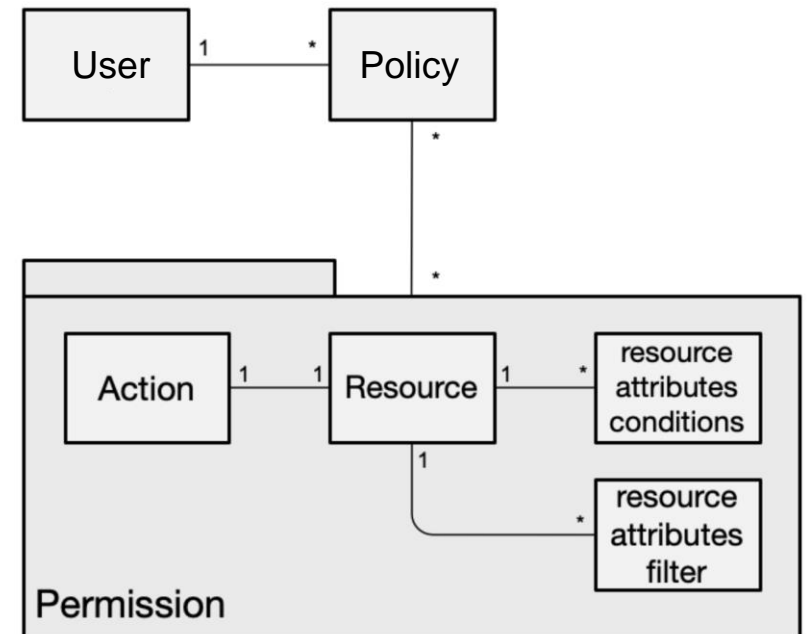 User
1
*
Policy
*
*
Action
1
1
Resource
1
*
resource
attributes
conditions
1
*
resource
attributes
filter
Permission